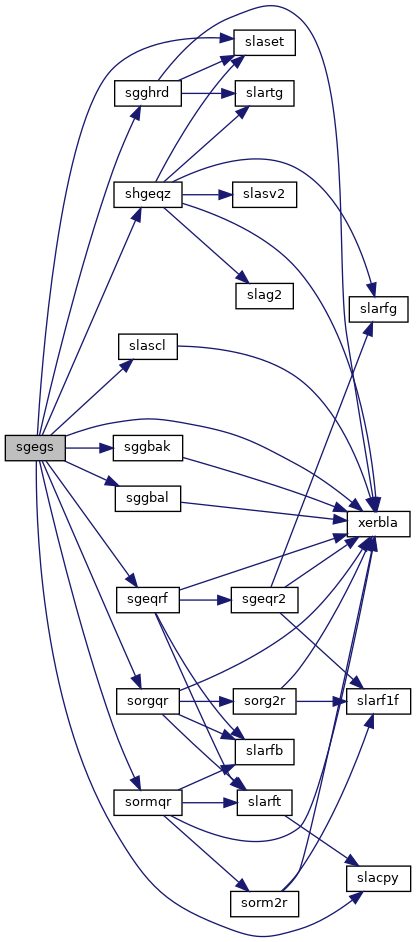 slaset
sgghrd
slartg
shgeqz
slasv2
slag2
slarfg
slascl
sgegs
sggbak
sggbal
xerbla
sgeqrf
sgeqr2
sorgqr
sorg2r
slarf1f
slarfb
sormqr
slarft
slacpy
sorm2r